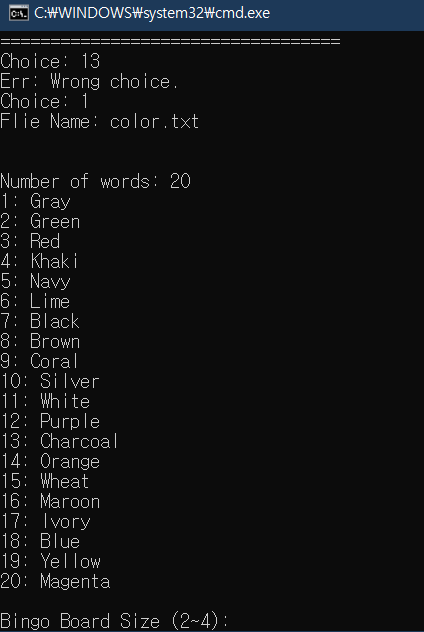 C:₩WINDOWS₩system32₩cmd.exe
==================================
Choice: 13
Err: Wrong choice.
Choice: 1
Flie Name: color.txt
Number of words: 20
1: Gray
2: Green
3: Red
4: Khaki
5: Navy
6: Lime
7: Black
8: Brown
9: Coral
10: Silver
11: White
12: Purple
13: Charcoal
14: Orange
15: Wheat
16: Maroon
17: Ivory
18: Blue
19: Yellow
20: Magenta
Bingo Board Size (2~4):